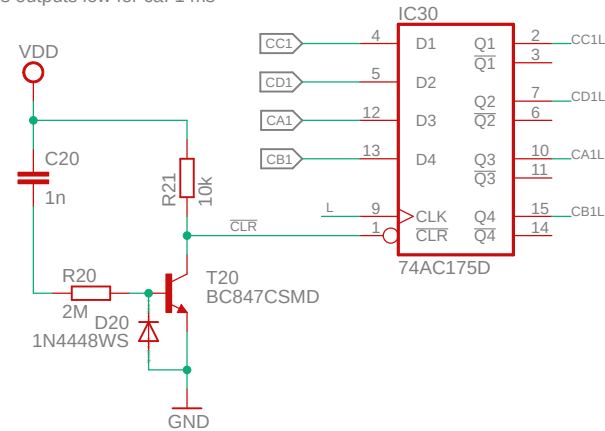 outputs low for ca. 1 ms
IC30
VDD
CC1
4
D1
Q1
2
CC1L
Q1
3
CD1
5
D2
Q2
7
CD1L
Q2
6
CA1
12
D3
Q3
10
CA1L
Q3
11
CB1
13
D4
Q4
15
CB1L
Q4
14
L
9
CLK
1
CLR
74AC175D
C20
1n
R21
10k
CLR
R20
2M
T20
BC847CSMD
D20
1N4448WS
GND